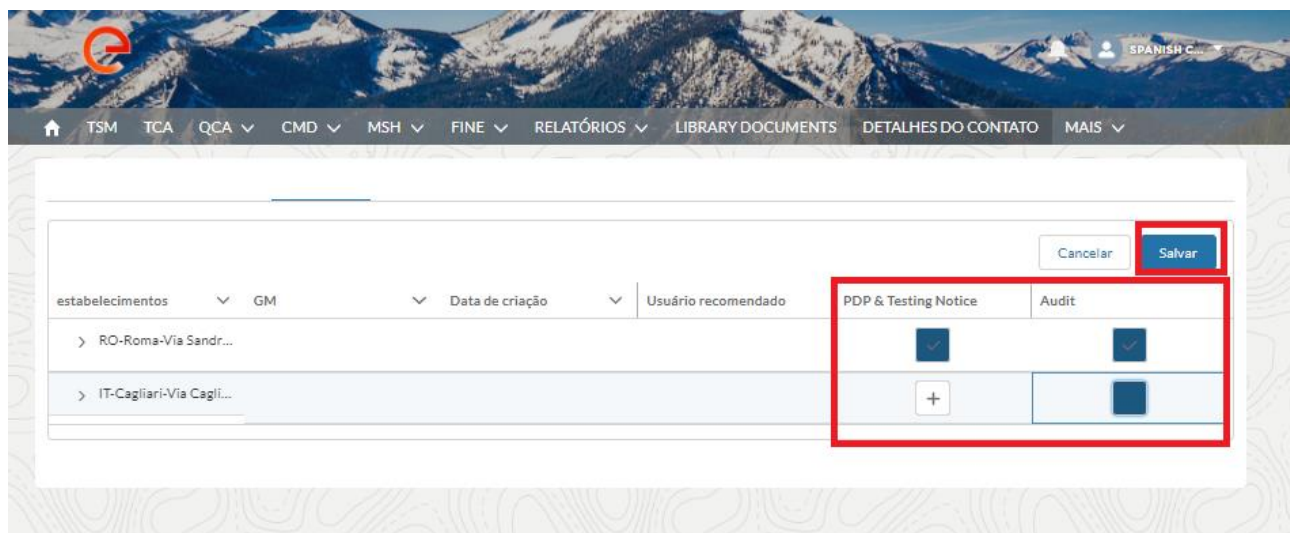 e
SPANISH C...
TSM TCA QCA CMD MSH FINE RELATÓRIOS LIBRARY DOCUMENTS DETALHES DO CONTATO MAIS
Cancelar Salvar
estabelecimentos GM Data de criação Usuário recomendado PDP & Testing Notice Audit
RO-Roma-Via Sandr...
IT-Cagliari-Via Cagli...